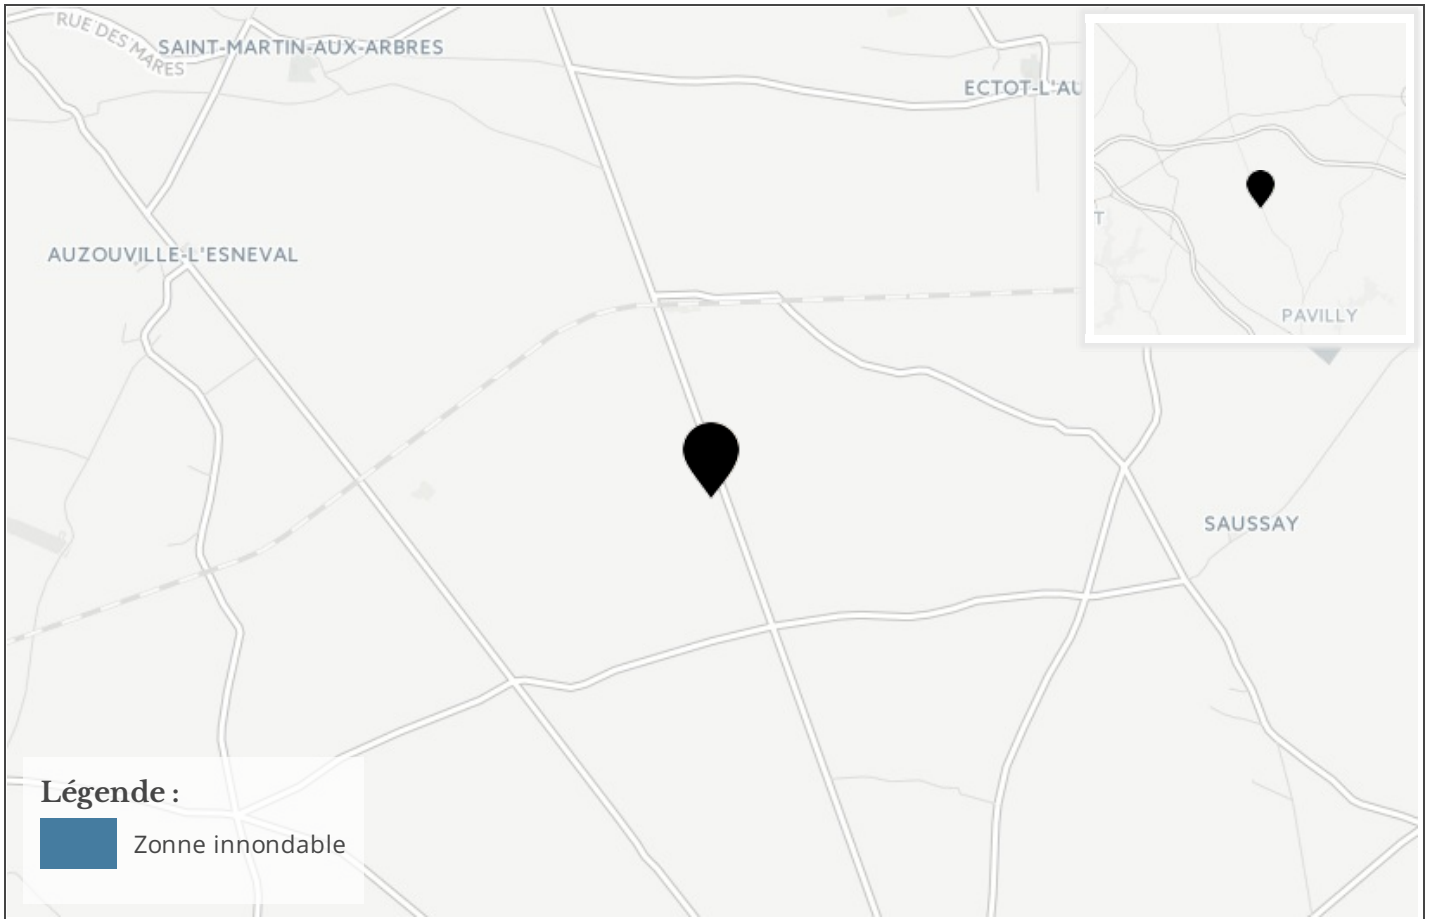 RUE DES MARES
SAINT-MARTIN-AUX-ARBRES
ECTOT-L'AU
AUZOUVILLE-L'ESNEVAL
T
PAVILLY
SAUSSAY
Légende :
Zonne innondable